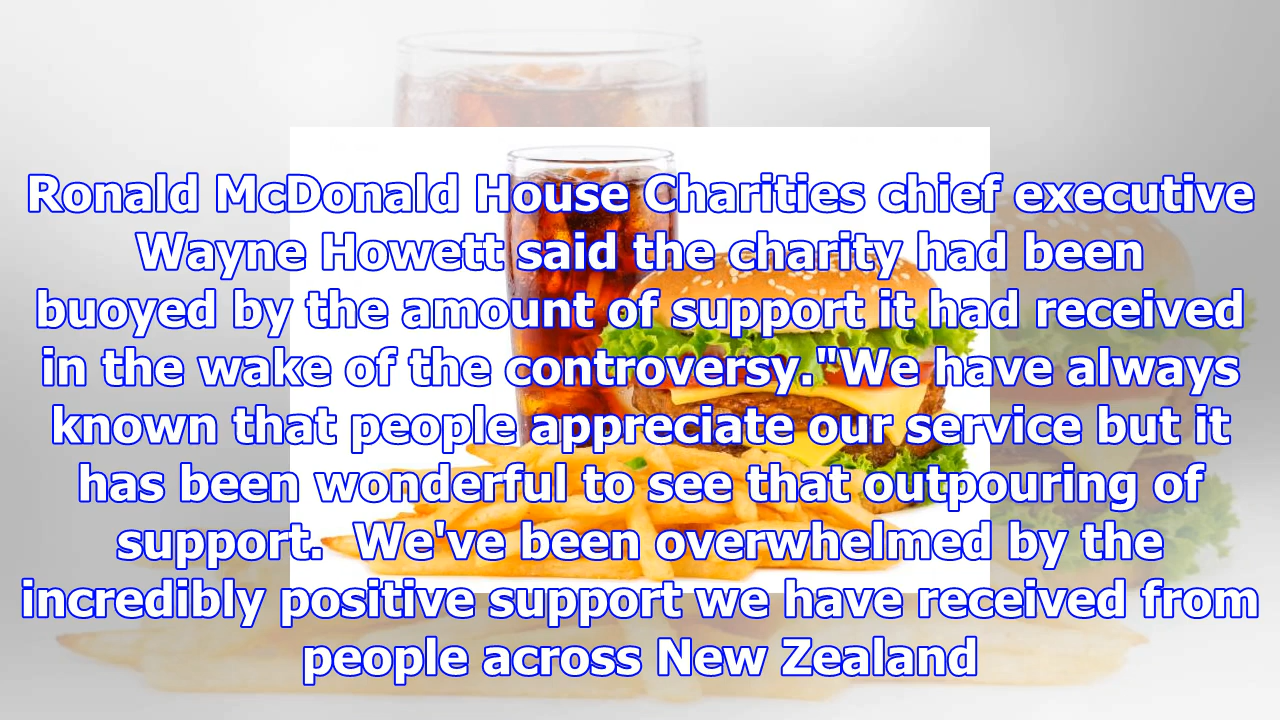 Ronald McDonald House Charities chief executive
Wayne Howett said the charity had been
buoyed by the amount of support it had received
in the wake of the controversy."We have always
known that people appreciate our service but it
has been wonderful to see that outpouring of
support.  We've been overwhelmed by the
incredibly positive support we have received from
people across New Zealand